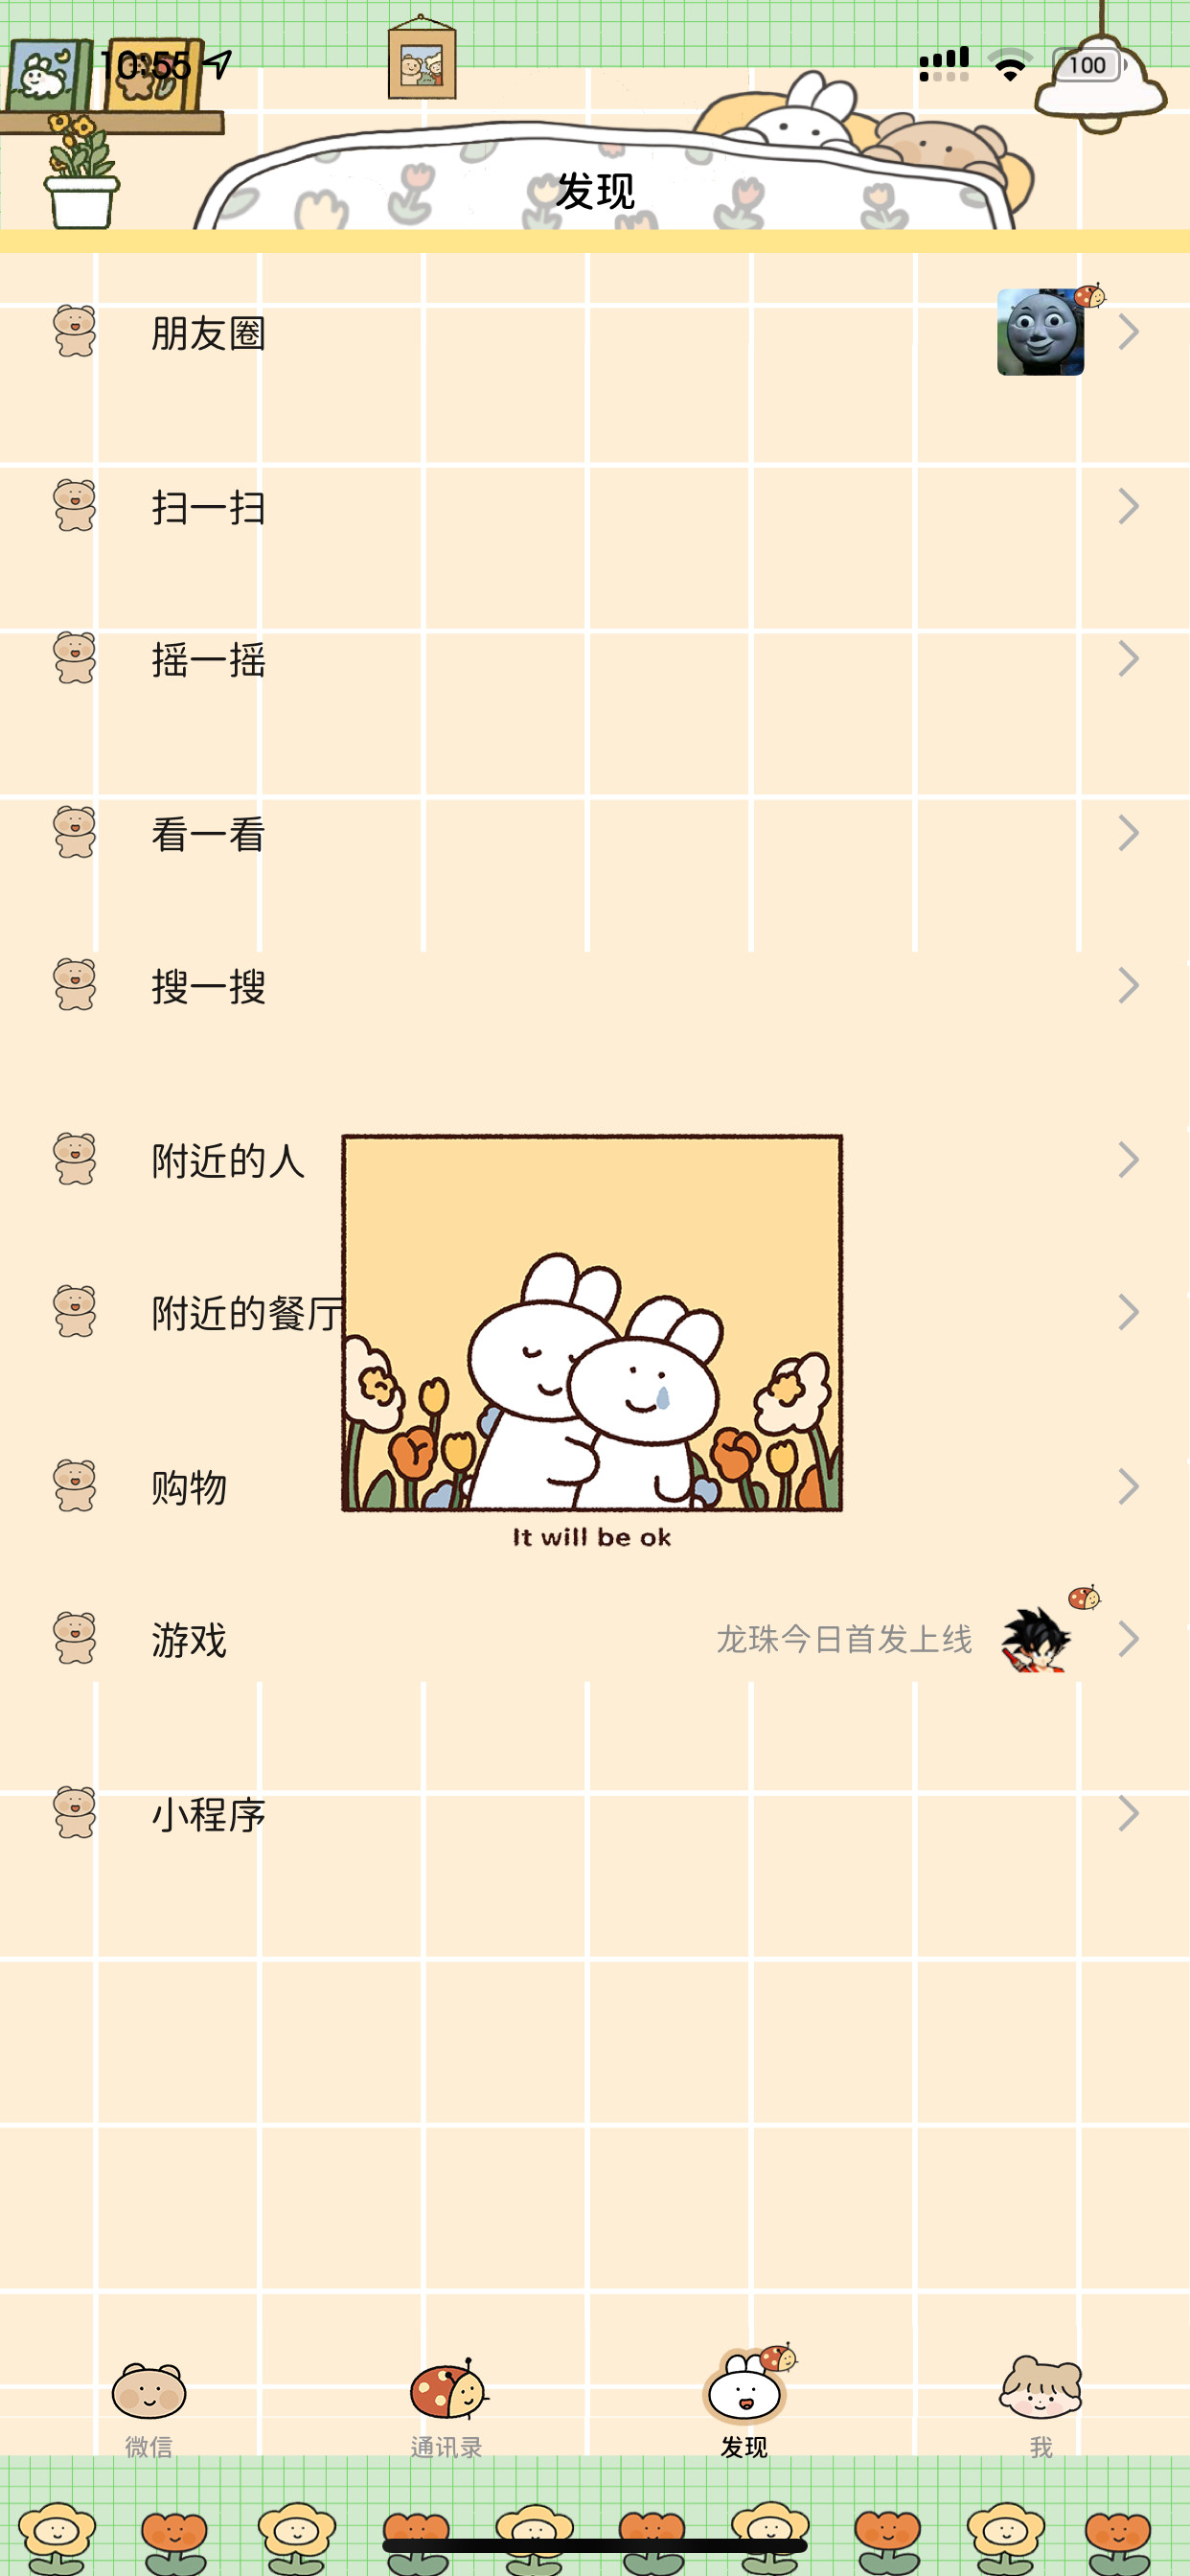 10:55
100
发现
朋友圈
扫一扫
摇一摇
看一看
搜一搜
附近的人
附近的餐厅
购物
It will be ok
游戏
龙珠今日首发上线
小程序
微信
通讯录
发现
我